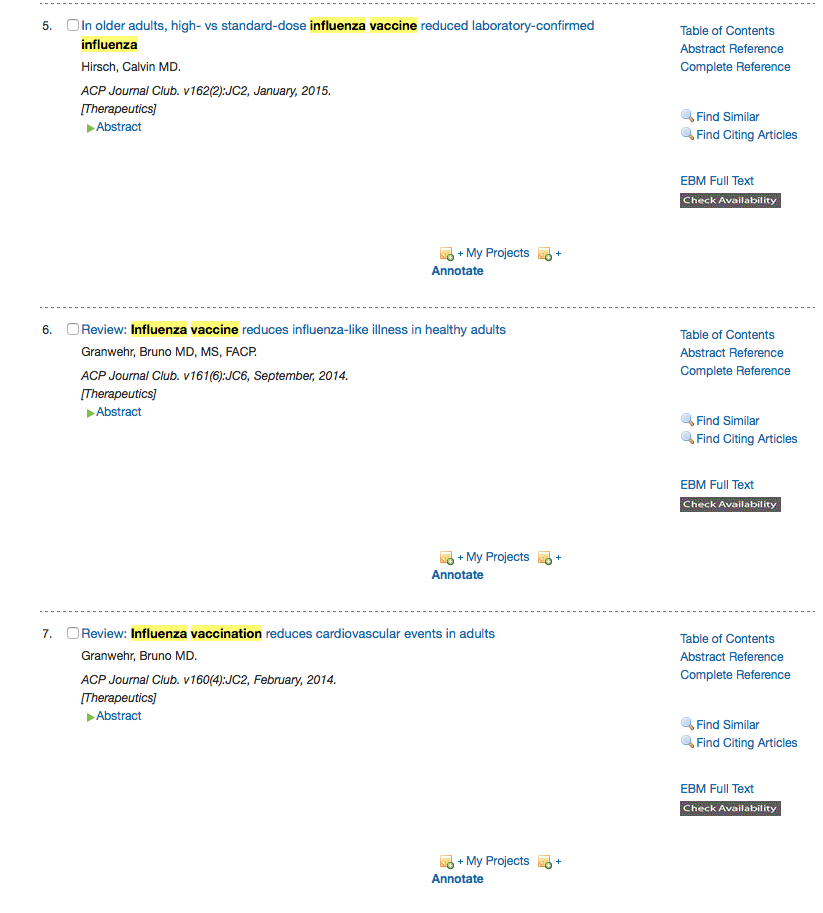 5. In older adults, high- vs standard-dose influenza vaccine reduced laboratory-confirmed
influenza
Hirsch, Calvin MD.
ACP Journal Club. v162(2):JC2, January, 2015.
[Therapeutics]
Abstract
Table of Contents
Abstract Reference
Complete Reference
Find Similar
Find Citing Articles
EBM Full Text
Check Availability
+ My Projects +
Annotate
6. Review: Influenza vaccine reduces influenza-like illness in healthy adults
Granwehr, Bruno MD, MS, FACP.
ACP Journal Club. v161(6):JC6, September, 2014.
[Therapeutics]
Abstract
Table of Contents
Abstract Reference
Complete Reference
Find Similar
Find Citing Articles
EBM Full Text
Check Availability
+ My Projects +
Annotate
7. Review: Influenza vaccination reduces cardiovascular events in adults
Granwehr, Bruno MD.
ACP Journal Club. v160(4):JC2, February, 2014.
[Therapeutics]
Abstract
Table of Contents
Abstract Reference
Complete Reference
Find Similar
Find Citing Articles
EBM Full Text
Check Availability
+ My Projects +
Annotate